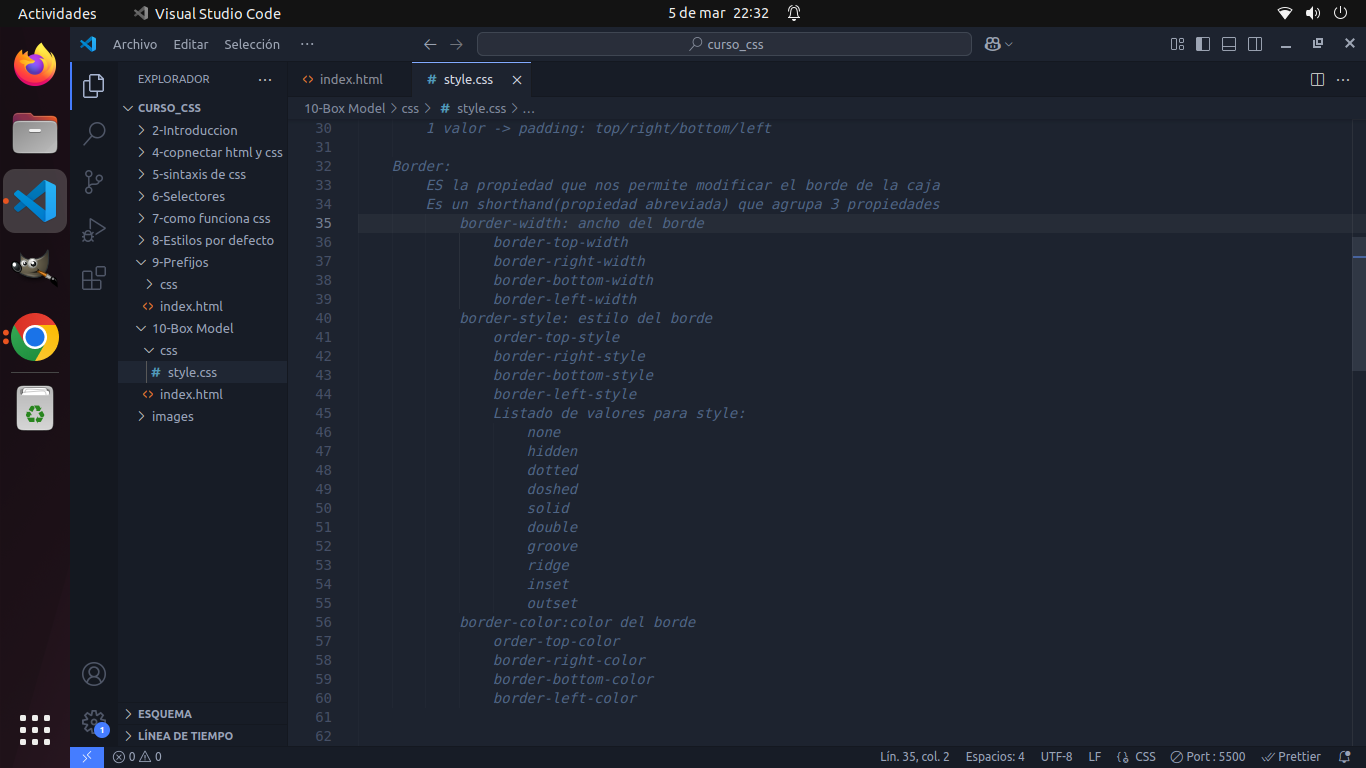 Actividades
Visual Studio Code
5 de mar 22:32
Archivo Editar Selección ···
curso_css
EXPLORADOR ···
CURSO_CSS
2-Introduccion
4-copnectar html y css
5-sintaxis de css
6-Selectores
7-como funciona css
8-Estilos por defecto
9-Prefijos
css
index.html
10-Box Model
css
# style.css
index.html
images
ESQUEMA
LÍNEA DE TIEMPO
1
index.html
# style.css
10-Box Model > css > # style.css > ...
30 1 valor -> padding: top/right/bottom/left
31
32 Border:
33 ES la propiedad que nos permite modificar el borde de la caja
34 Es un shorthand(propiedad abreviada) que agrupa 3 propiedades
35 border-width: ancho del borde
36 border-top-width
37 border-right-width
38 border-bottom-width
39 border-left-width
40 border-style: estilo del borde
41 order-top-style
42 border-right-style
43 border-bottom-style
44 border-left-style
45 Listado de valores para style:
46 none
47 hidden
48 dotted
49 doshed
50 solid
51 double
52 groove
53 ridge
54 inset
55 outset
56 border-color:color del borde
57 order-top-color
58 border-right-color
59 border-bottom-color
60 border-left-color
61
62
0 0
Lín. 35, col. 2 Espacios: 4 UTF-8 LF {} CSS Port : 5500 Prettier